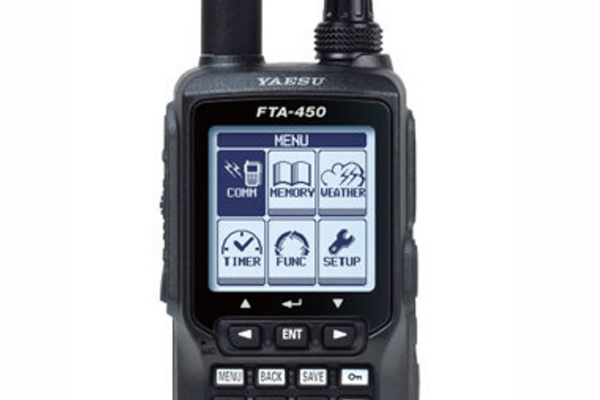 YAESU
FTA-450
MENU
COMM MEMORY WEATHER
TIMER FUNC SETUP
ENT
MENU BACK SAVE